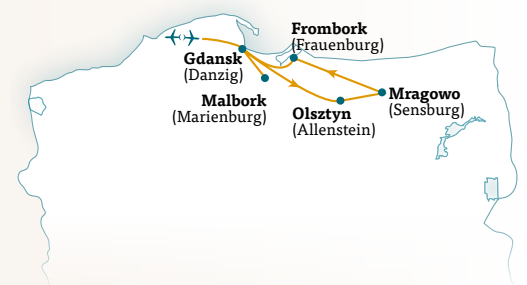 Frombork
(Frauenburg)
Gdansk
(Danzig)
Malbork
(Marienburg)
Olsztyn
(Allenstein)
Mragowo
(Sensburg)